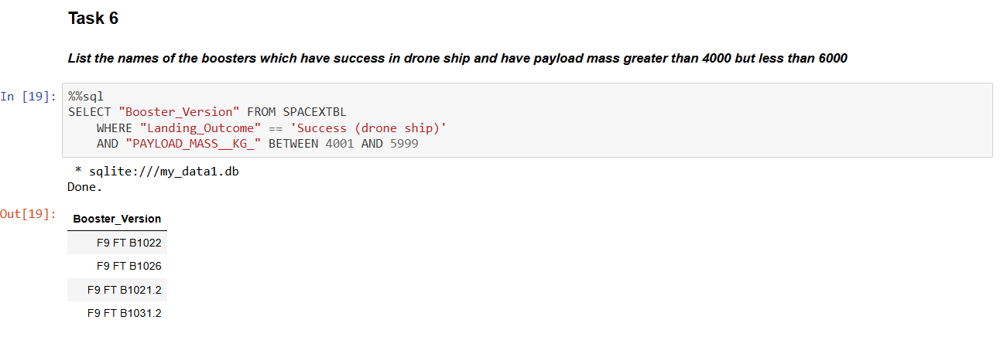 Task 6
List the names of the boosters which have success in drone ship and have payload mass greater than 4000 but less than 6000
In [19]: %%sql
SELECT "Booster_Version" FROM SPACEXTBL
    WHERE "Landing_Outcome" == 'Success (drone ship)'
    AND "PAYLOAD_MASS__KG_" BETWEEN 4001 AND 5999
 * sqlite:///my_data1.db
Done.
Out[19]:
Booster_Version
F9 FT B1022
F9 FT B1026
F9 FT B1021.2
F9 FT B1031.2